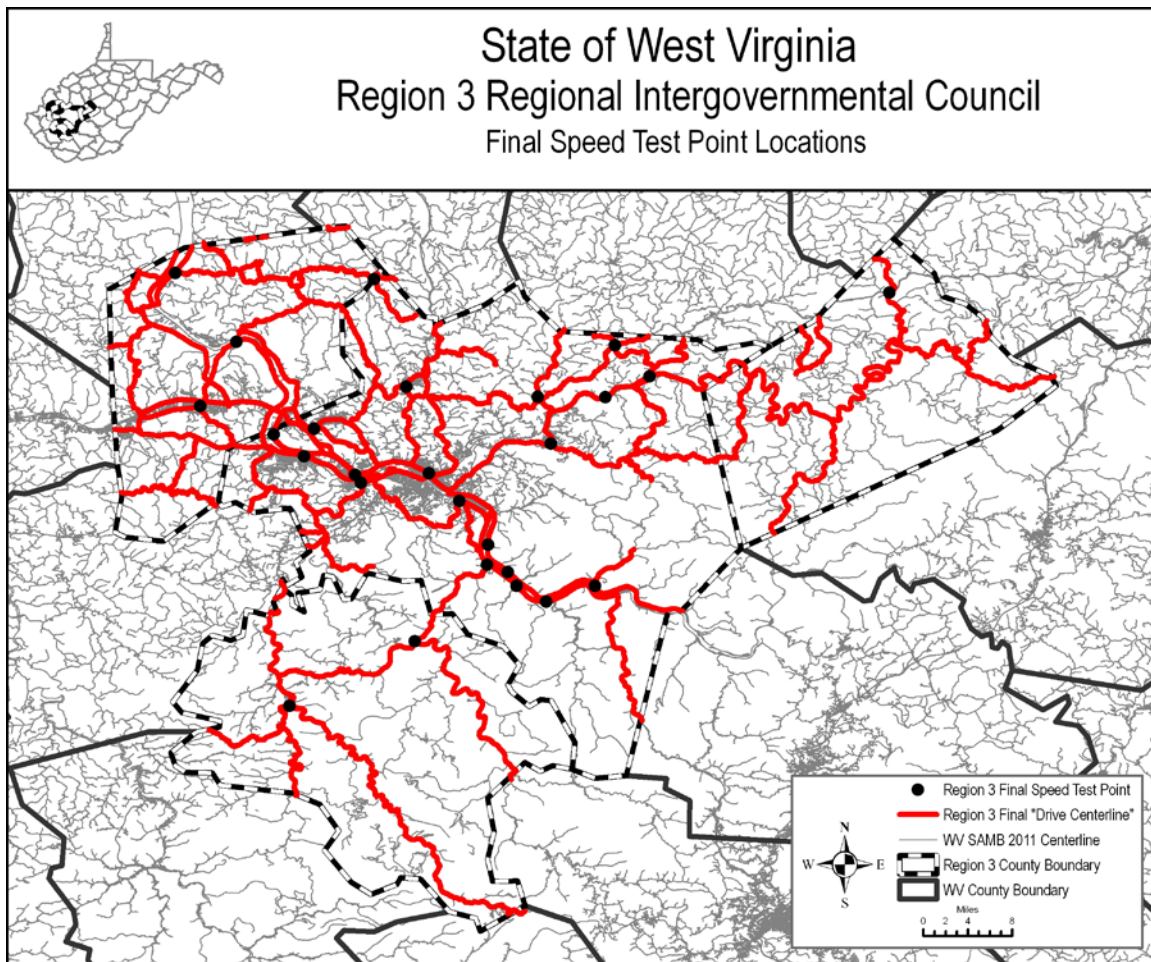 State of West Virginia
Region 3 Regional Intergovernmental Council
Final Speed Test Point Locations
Region 3 Final Speed Test Point
Region 3 Final "Drive Centerline"
WV SAMB 2011 Centerline
Region 3 County Boundary
WV County Boundary
N
W E
S
Miles
0 2 4 8